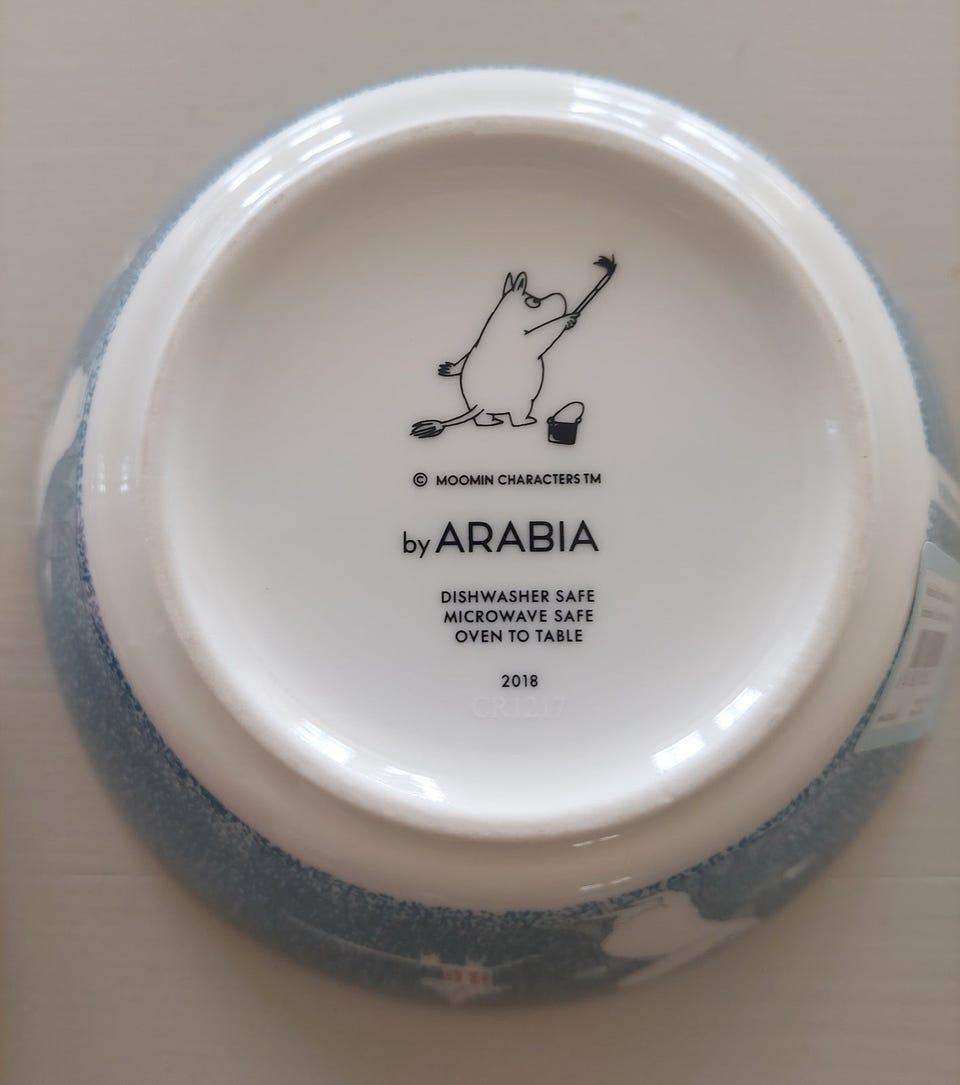 © MOOMIN CHARACTERS TM
by ARABIA
DISHWASHER SAFE
MICROWAVE SAFE
OVEN TO TABLE
2018
CR1217